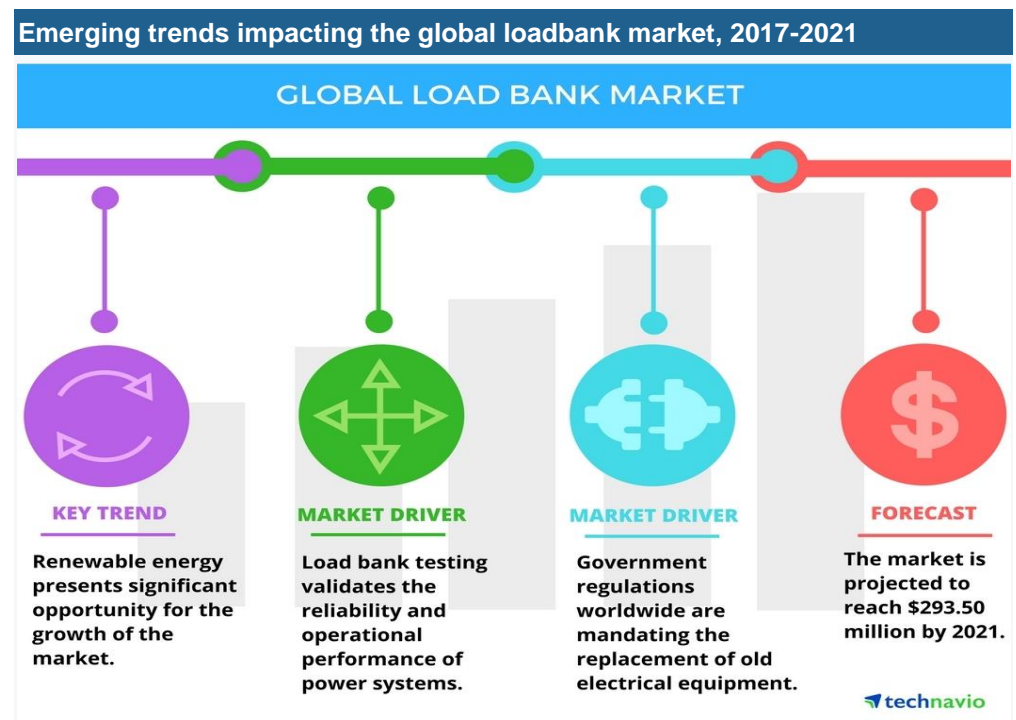 Emerging trends impacting the global loadbank market, 2017-2021
GLOBAL LOAD BANK MARKET
KEY TREND
Renewable energy
presents significant
opportunity for the
growth of the
market.
MARKET DRIVER
Load bank testing
validates the
reliability and
operational
performance of
power systems.
MARKET DRIVER
Government
regulations
worldwide are
mandating the
replacement of old
electrical equipment.
FORECAST
The market is
projected to
reach $293.50
million by 2021.
technavio